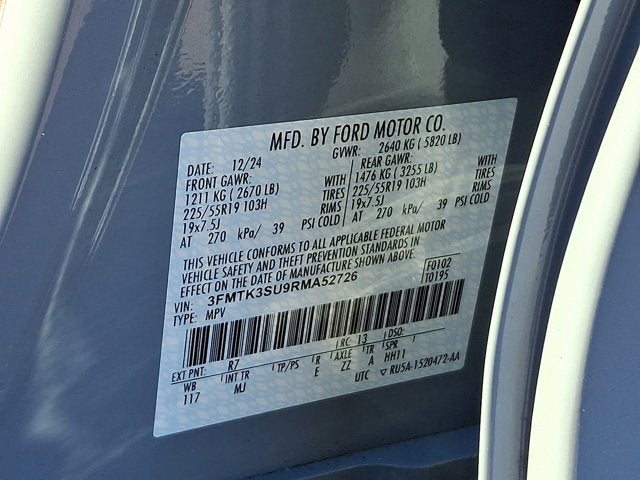 MFD. BY FORD MOTOR CO.
DATE: 12/24 GVWR: 2640 KG ( 5820 LB)
FRONT GAWR: REAR GAWR:
1211 KG ( 2670 LB) WITH 1476 KG ( 3255 LB) WITH
225/55R19 103H TIRES 225/55R19 103H TIRES
19x7.5J RIMS 19x7.5J RIMS
AT 270 kPa/ 39 PSI COLD AT 270 kPa/ 39 PSI COLD
THIS VEHICLE CONFORMS TO ALL APPLICABLE FEDERAL MOTOR
VEHICLE SAFETY AND THEFT PREVENTION STANDARDS IN
EFFECT ON THE DATE OF MANUFACTURE SHOWN ABOVE.
VIN: 3FMTK3SU9RMA52726 F0102
TYPE: MPV T0195
EXT PNT: R7 RC: 13 DSO:
WB INT TR TP/PS R AXLE TR SPR
117 MJ E ZZ A HH11
UTC ▽ RU5A-1520472-AA